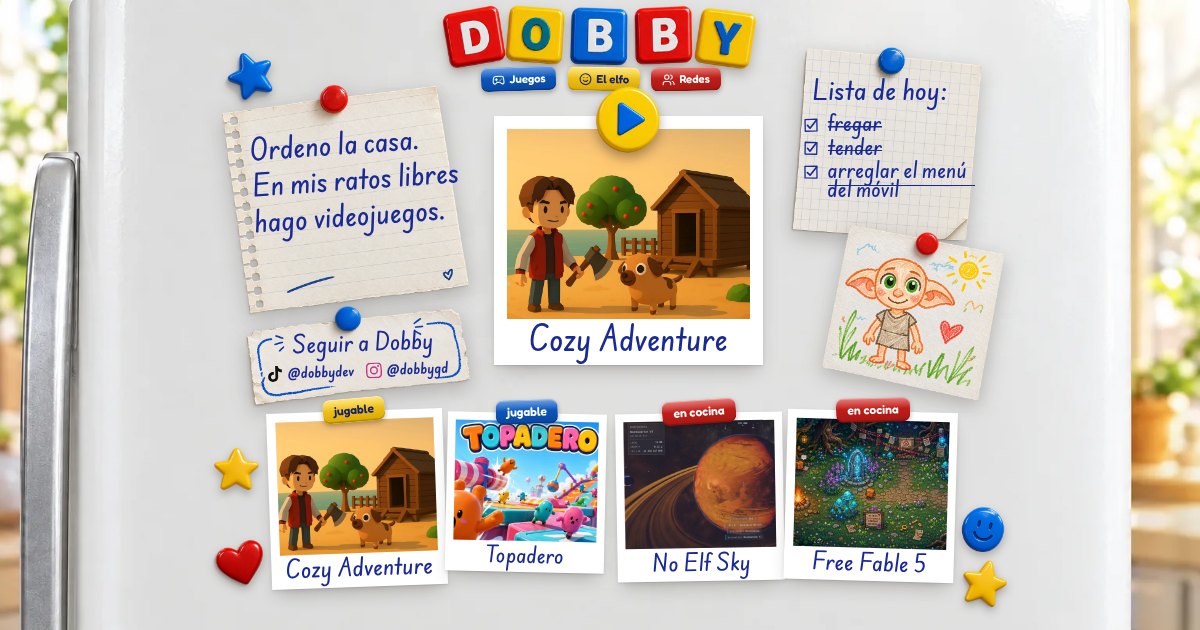 DOBBY
Juegos
El elfo
Redes
Ordeno la casa.
En mis ratos libres
hago videojuegos.
Lista de hoy:
fregar
tender
arreglar el menú
del móvil
Cozy Adventure
Seguir a Dobby
@dobbydev @dobbygd
jugable
Cozy Adventure
jugable
TOPADERO
Topadero
en cocina
No Elf Sky
en cocina
Free Fable 5